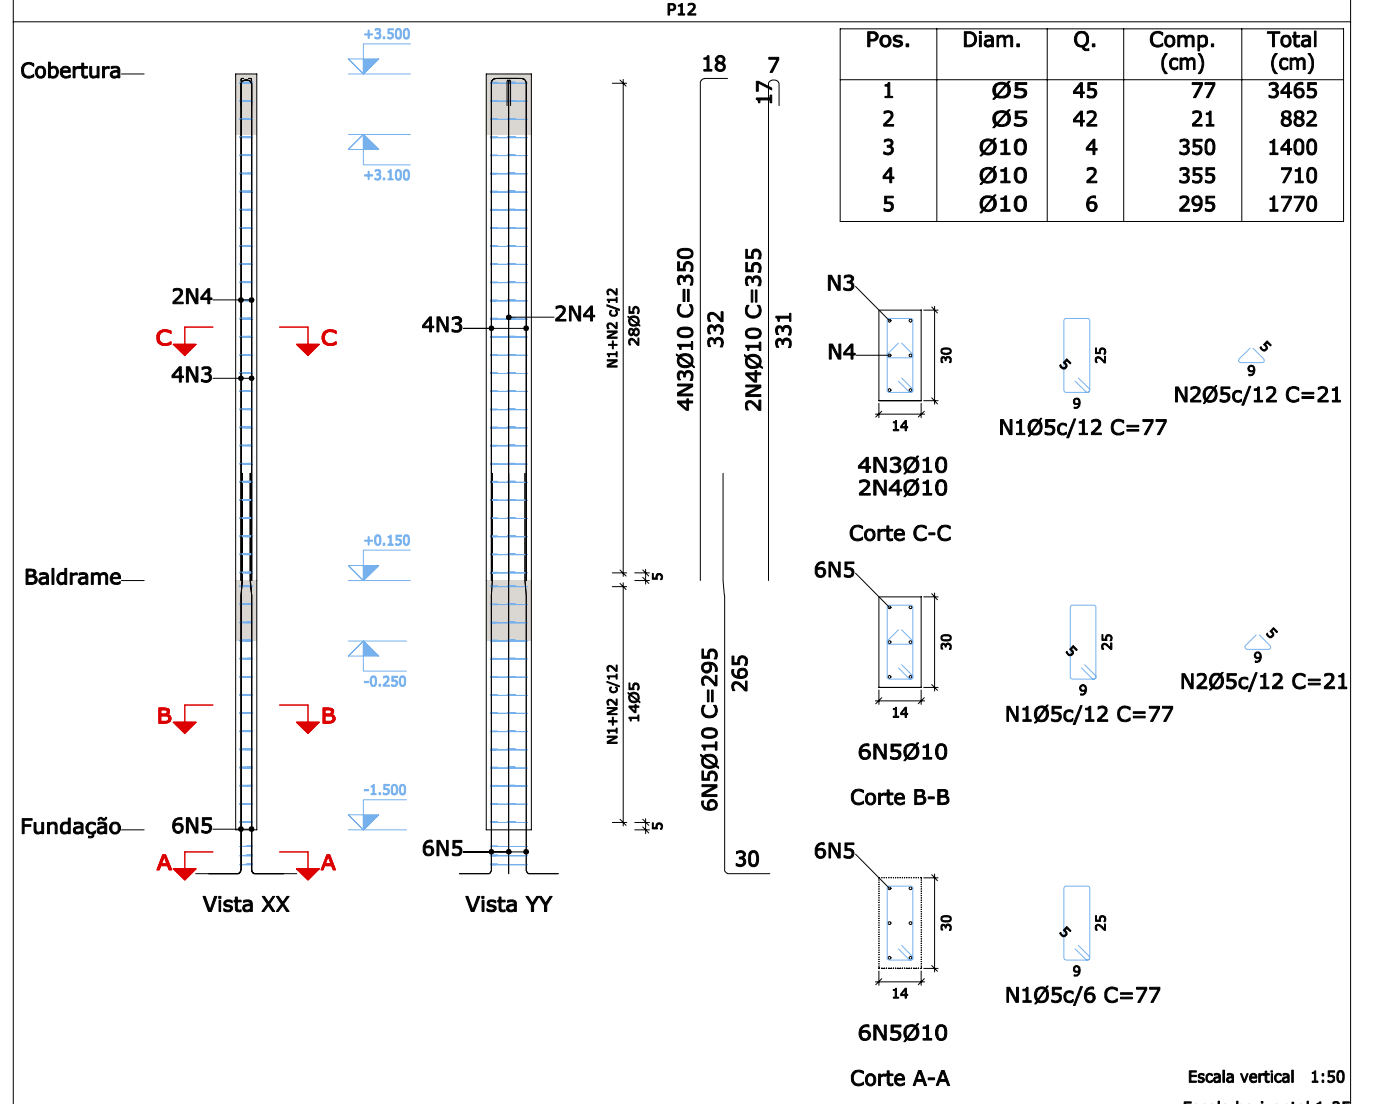 P12
Cobertura
+3.500
+3.100
2N4
C C
4N3
+0.150
Baldrame
-0.250
B B
-1.500
Fundação
6N5
A A
Vista XX
4N3
2N4
6N5
Vista YY
N1+N2 c/12
28Ø5
5
N1+N2 c/12
14Ø5
5
18
4N3Ø10 C=350
332
7
17
2N4Ø10 C=355
331
6N5Ø10 C=295
265
30
Pos. Diam. Q. Comp. Total
(cm) (cm)
1 Ø5 45 77 3465
2 Ø5 42 21 882
3 Ø10 4 350 1400
4 Ø10 2 355 710
5 Ø10 6 295 1770
N3
N4
30
14
4N3Ø10
2N4Ø10
Corte C-C
5
25
9
N1Ø5c/12 C=77
5
9
N2Ø5c/12 C=21
6N5
30
14
6N5Ø10
Corte B-B
5
25
9
N1Ø5c/12 C=77
5
9
N2Ø5c/12 C=21
6N5
30
14
6N5Ø10
Corte A-A
5
25
9
N1Ø5c/6 C=77
Escala vertical 1:50